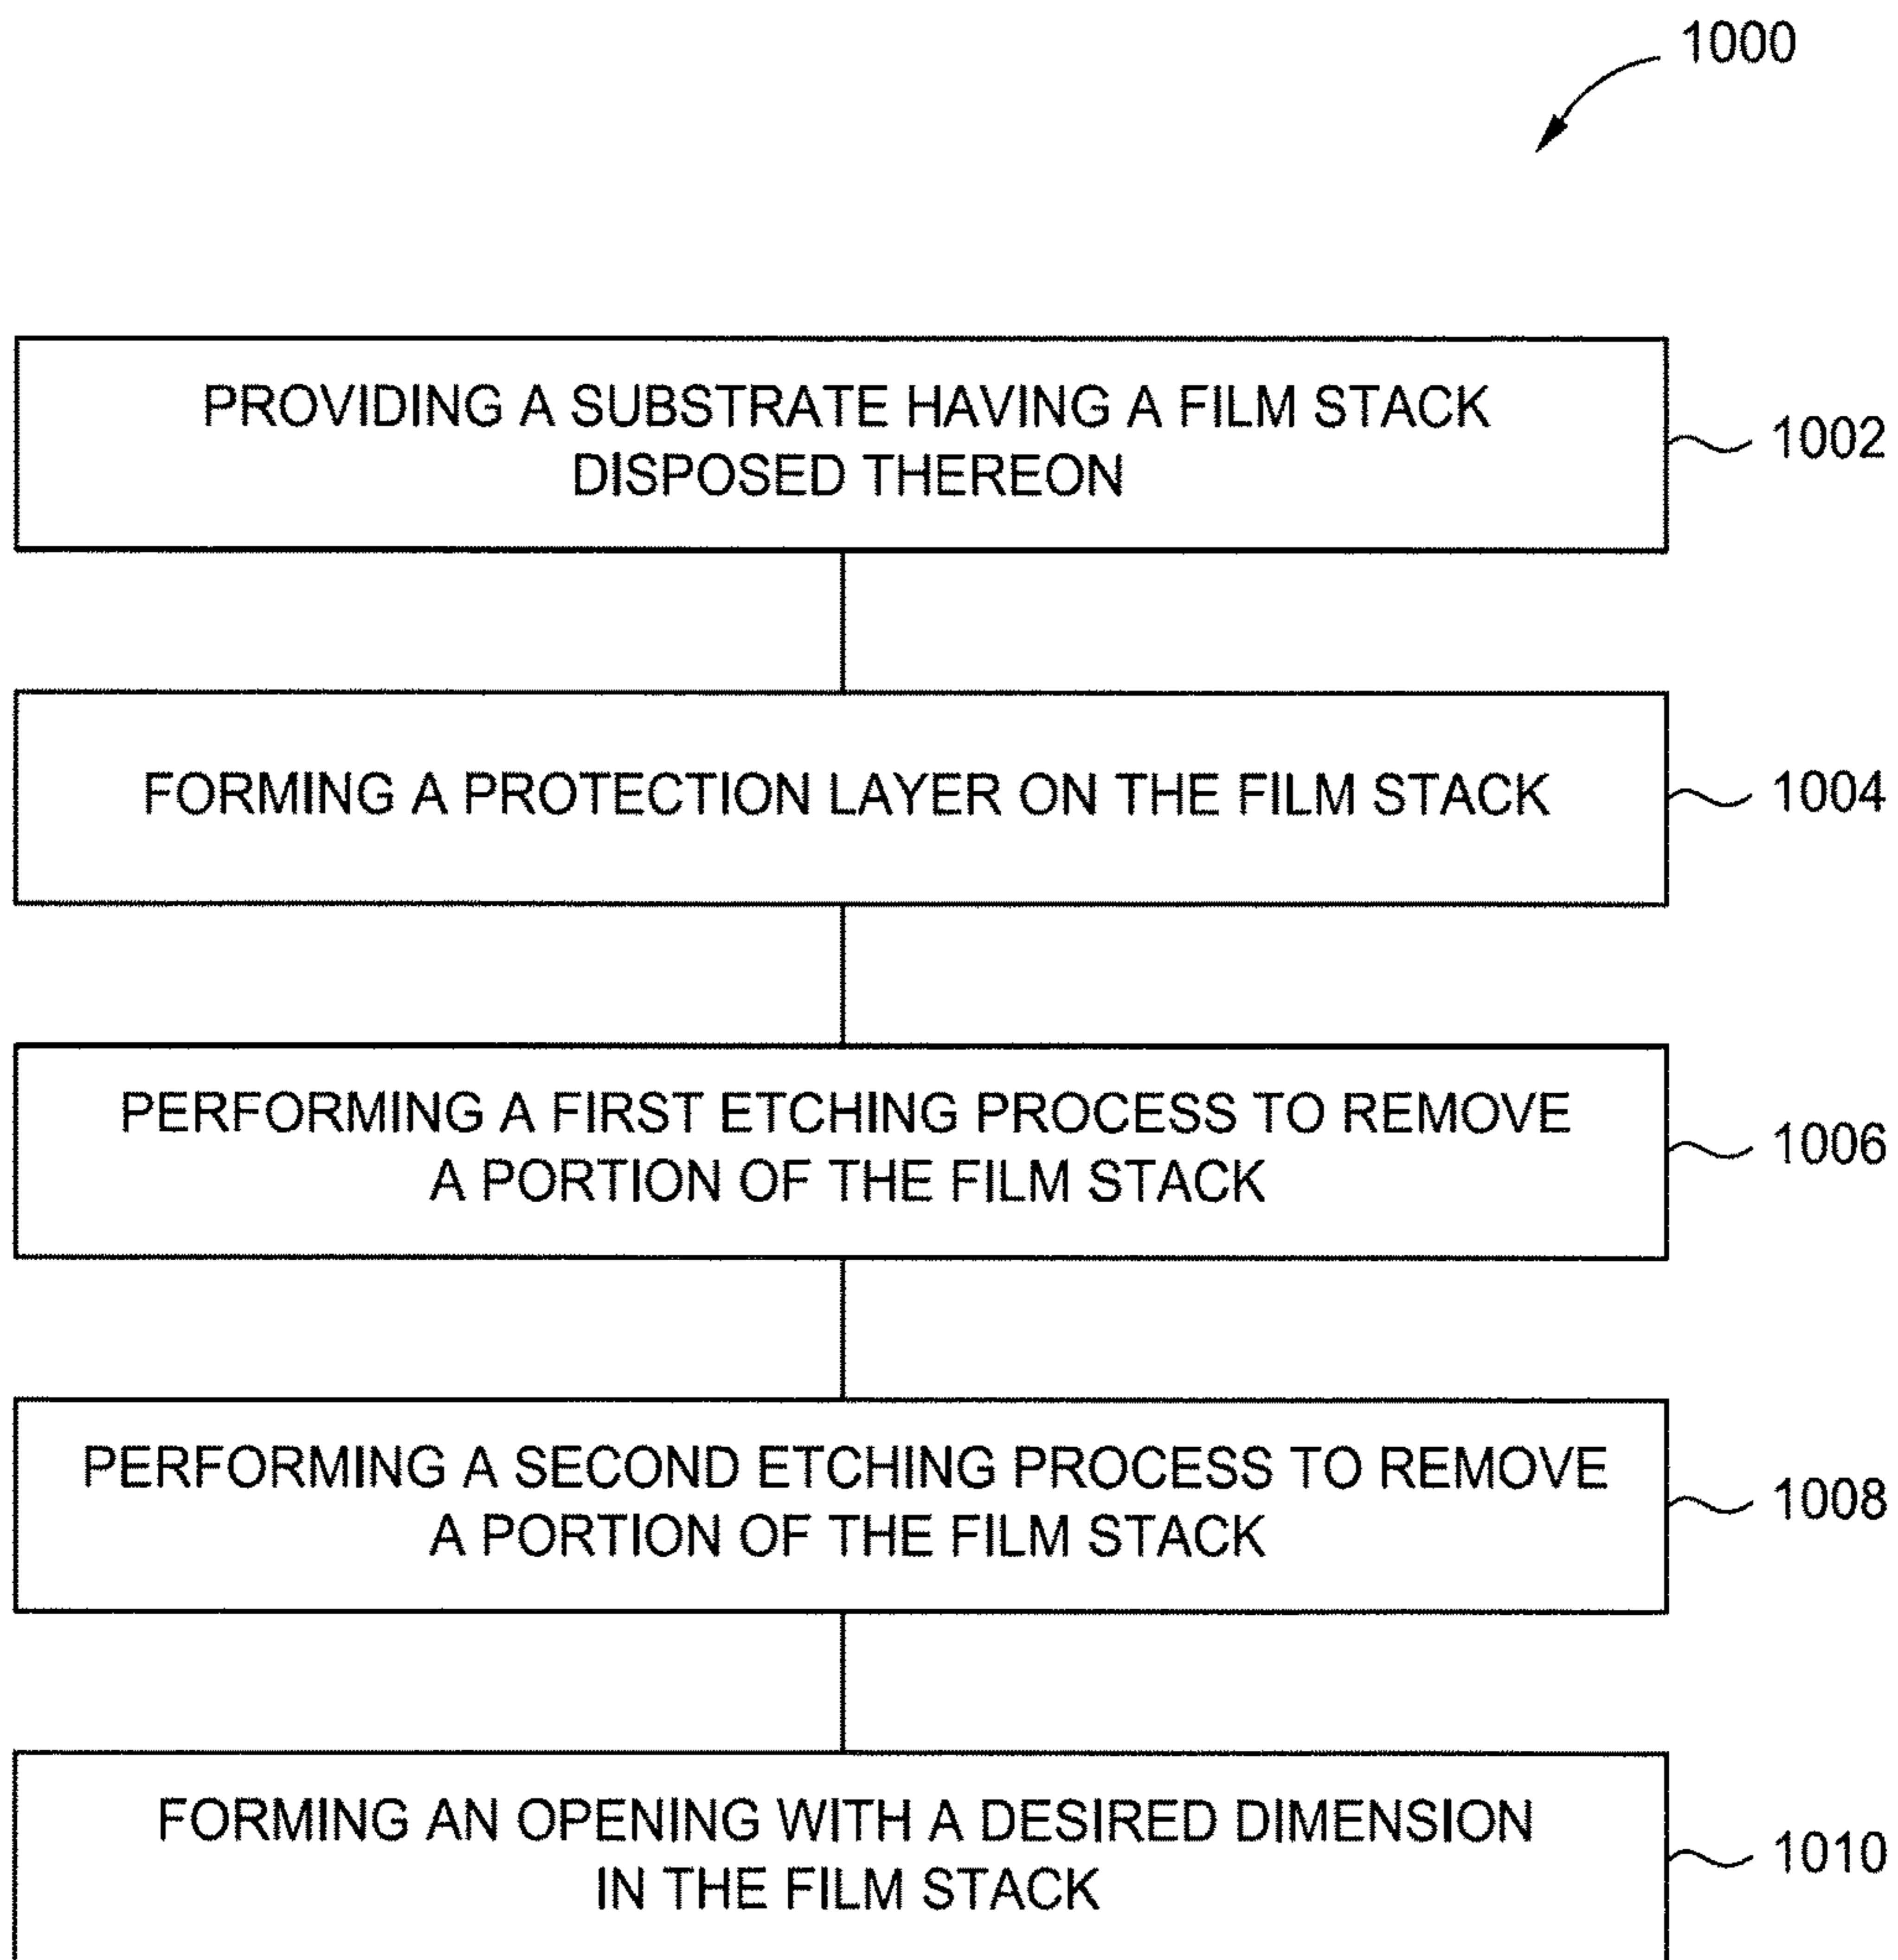 1000
PROVIDING A SUBSTRATE HAVING A FILM STACK
DISPOSED THEREON
1002
FORMING A PROTECTION LAYER ON THE FILM STACK
1004
PERFORMING A FIRST ETCHING PROCESS TO REMOVE
A PORTION OF THE FILM STACK
1006
PERFORMING A SECOND ETCHING PROCESS TO REMOVE
A PORTION OF THE FILM STACK
1008
FORMING AN OPENING WITH A DESIRED DIMENSION
IN THE FILM STACK
1010